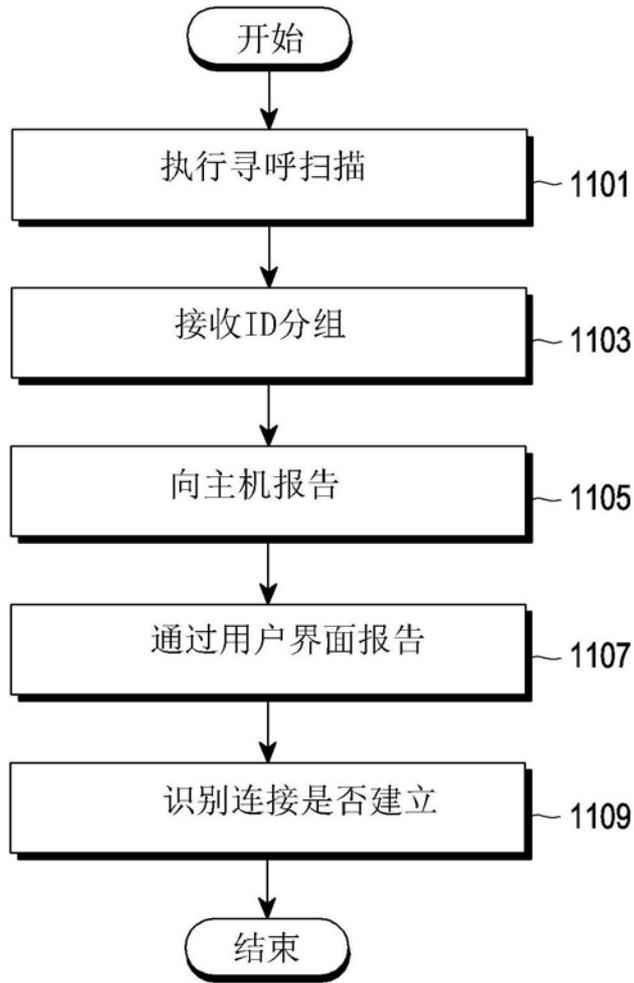 开始
执行寻呼扫描
1101
接收ID分组
1103
向主机报告
1105
通过用户界面报告
1107
识别连接是否建立
1109
结束